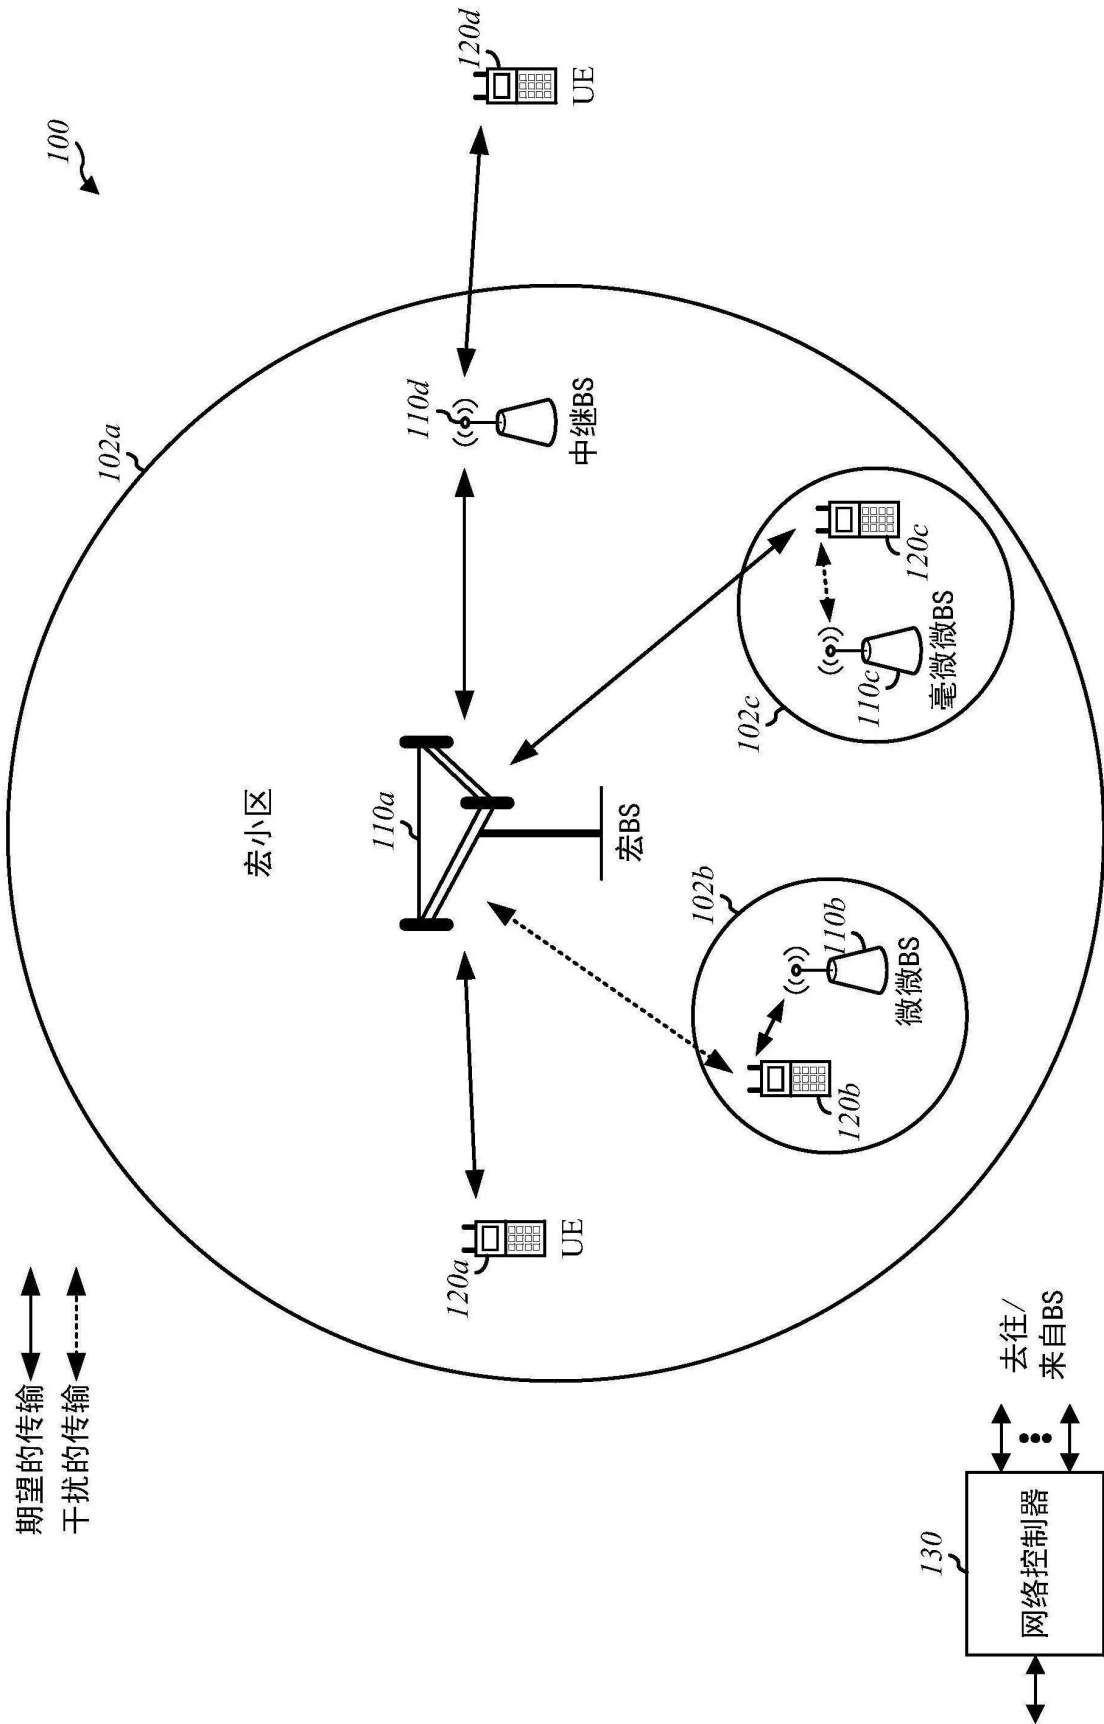 期望的传输
干扰的传输
100
102a
宏小区
110a
宏BS
110d
中继BS
120d
UE
120a
UE
102b
110b
微微BS
120b
102c
110c
毫微微BS
120c
130
网络控制器
去往/
来自BS